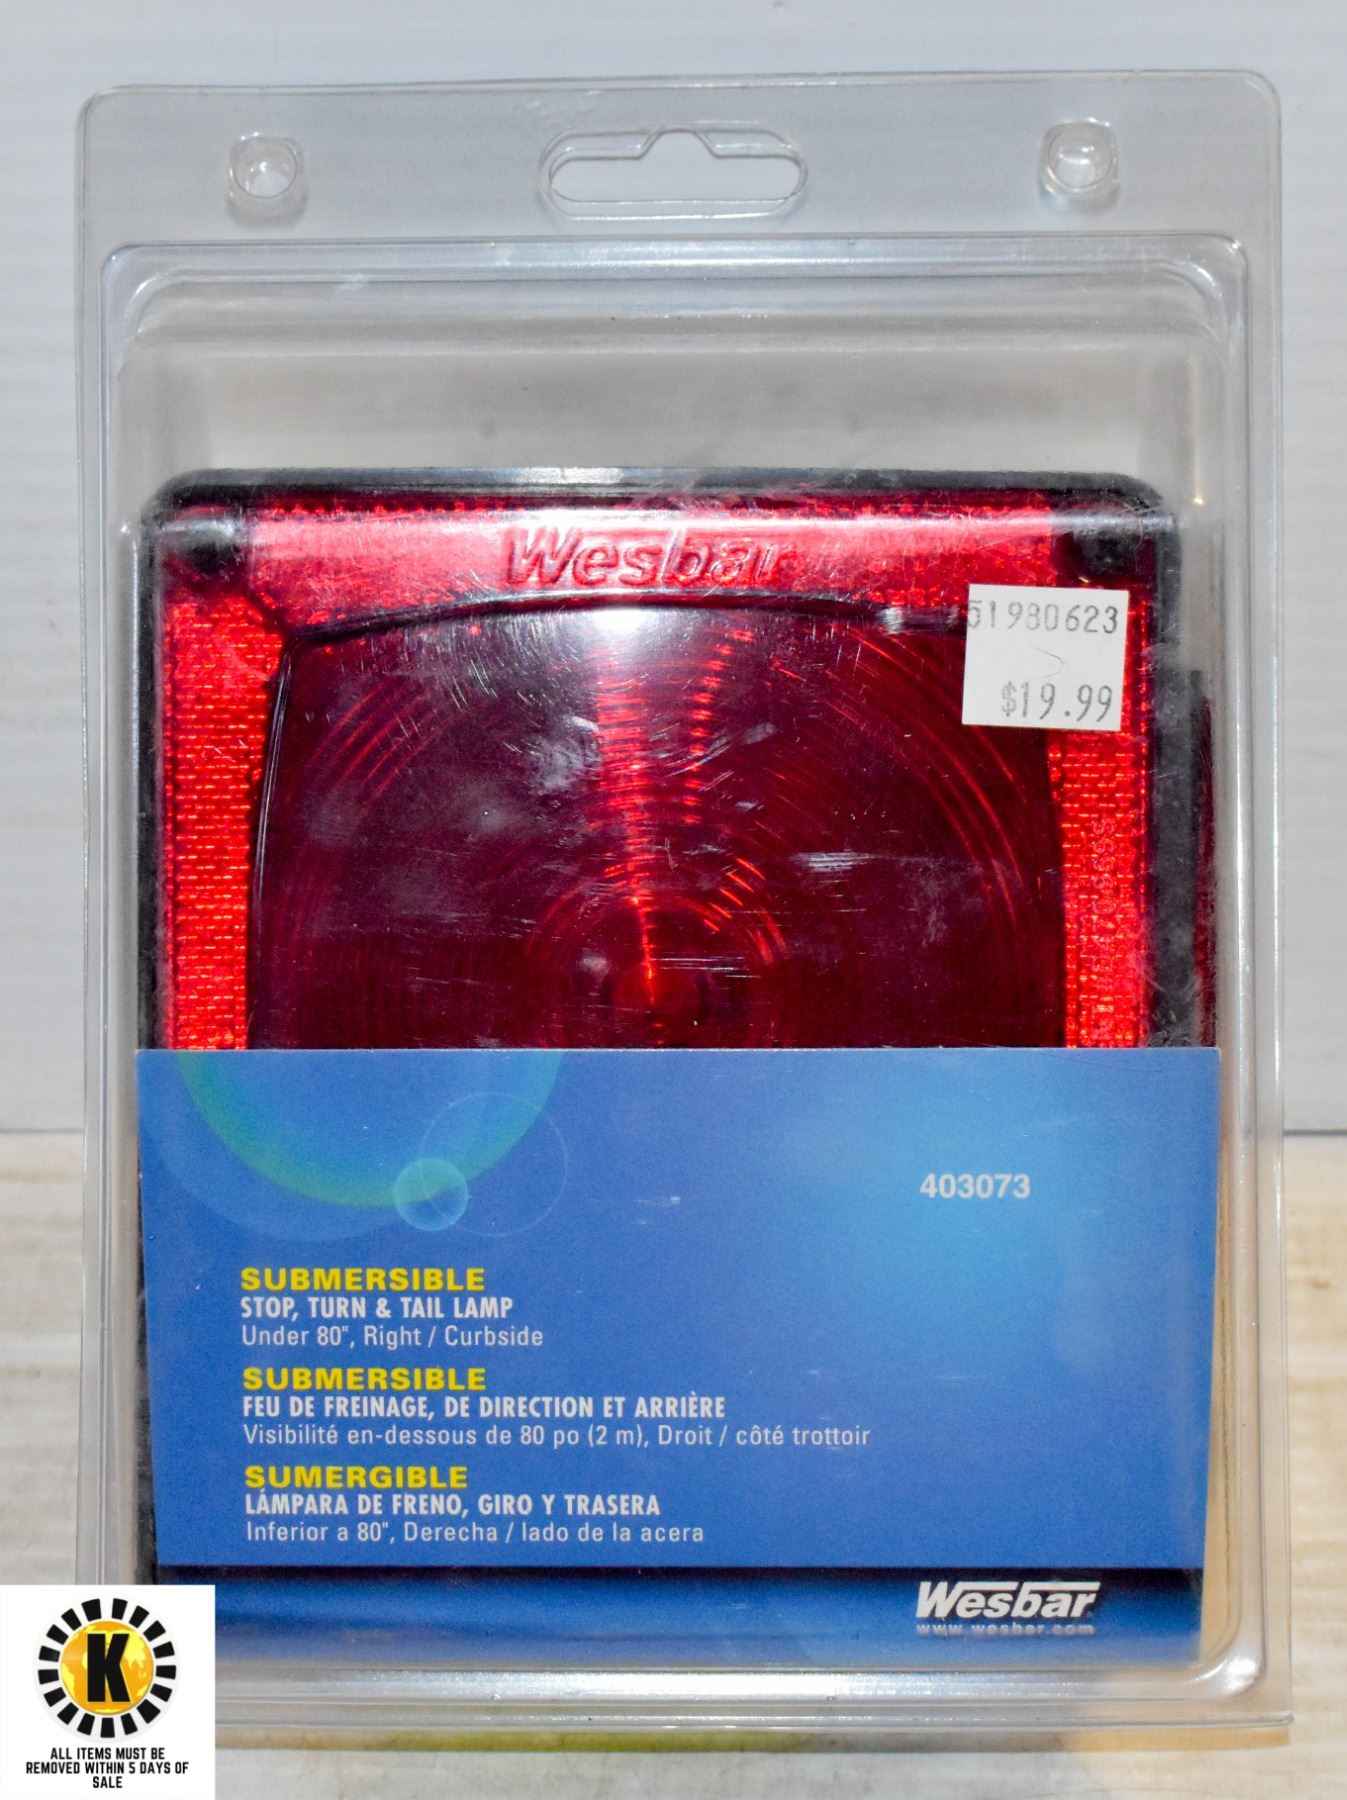 Wesbar
51980623
$19.99
403073
SUBMERSIBLE
STOP, TURN & TAIL LAMP
Under 80", Right / Curbside
SUBMERSIBLE
FEU DE FREINAGE, DE DIRECTION ET ARRIÈRE
Visibilité en-dessous de 80 po (2 m), Droit / côté trottoir
SUMERGIBLE
LÁMPARA DE FRENO, GIRO Y TRASERA
Inferior a 80", Derecha / lado de la acera
Wesbar
www.wesbar.com
K
ALL ITEMS MUST BE
REMOVED WITHIN 5 DAYS OF
SALE